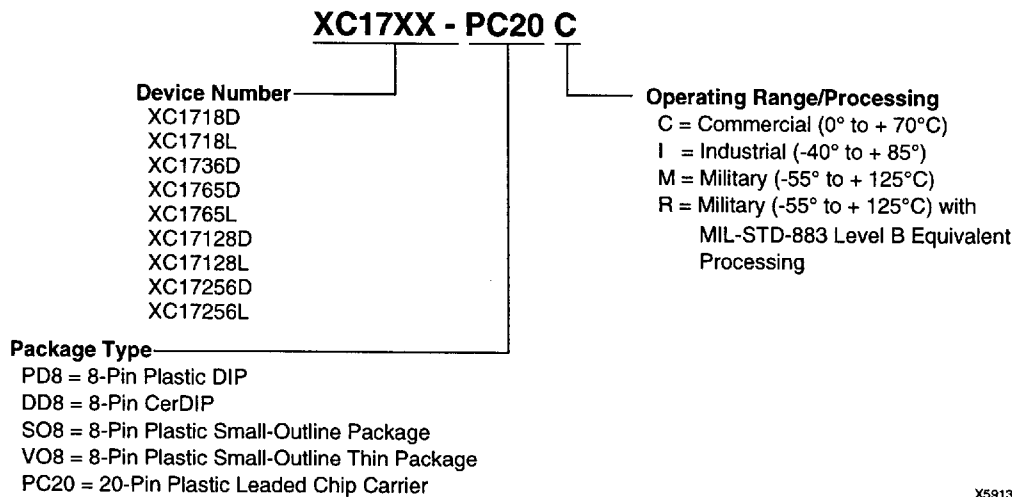 XC17XX - PC20 C
Device Number
XC1718D
XC1718L
XC1736D
XC1765D
XC1765L
XC17128D
XC17128L
XC17256D
XC17256L
Operating Range/Processing
C = Commercial (0° to + 70°C)
I = Industrial (-40° to + 85°)
M = Military (-55° to + 125°C)
R = Military (-55° to + 125°C) with
MIL-STD-883 Level B Equivalent
Processing
Package Type
PD8 = 8-Pin Plastic DIP
DD8 = 8-Pin CerDIP
SO8 = 8-Pin Plastic Small-Outline Package
VO8 = 8-Pin Plastic Small-Outline Thin Package
PC20 = 20-Pin Plastic Leaded Chip Carrier
X5913